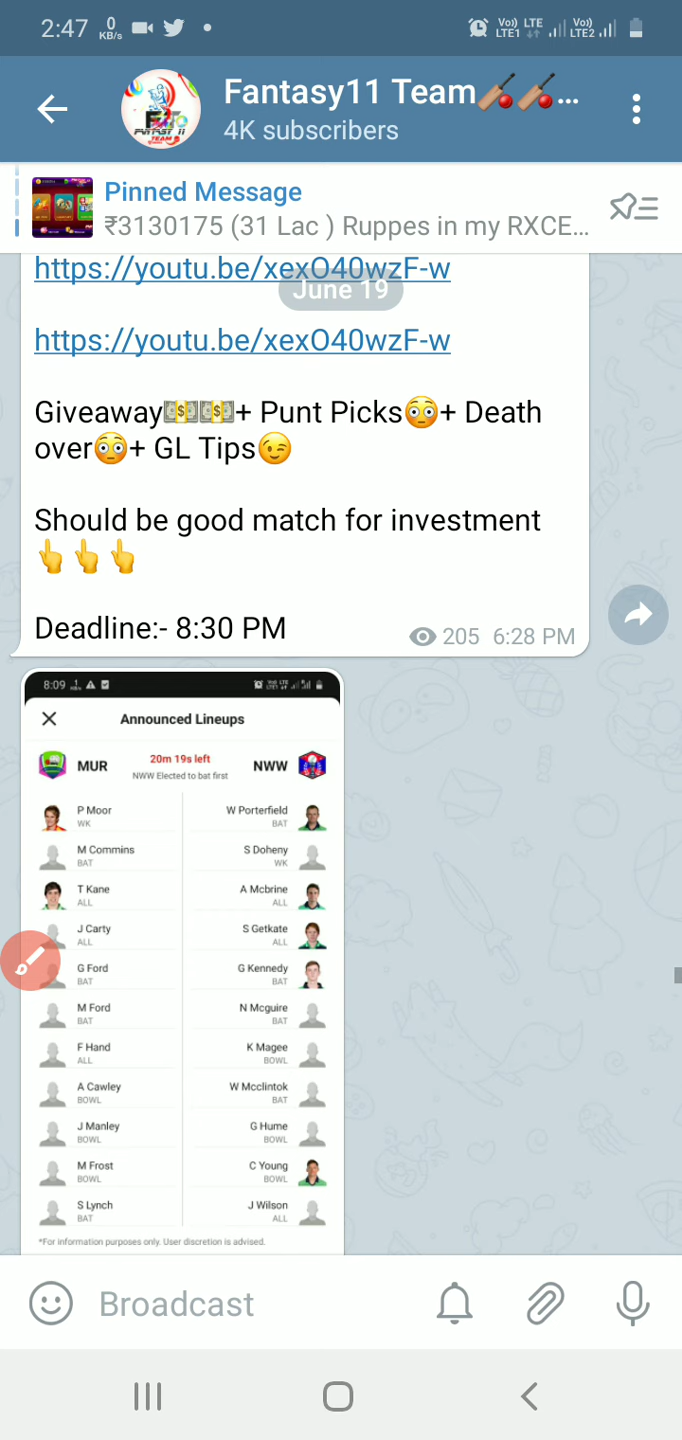 2:47 0 KB/s Vo)) LTE1 LTE Vo)) LTE2
Fantasy11 Team🏏🏏...
4K subscribers
Pinned Message
₹3130175 (31 Lac ) Ruppes in my RXCE...
https://youtu.be/xexO40wzF-w
June 19
https://youtu.be/xexO40wzF-w
Giveaway💵💵+ Punt Picks😳+ Death
over😳+ GL Tips😉
Should be good match for investment
👆👆👆
Deadline:- 8:30 PM
205 6:28 PM
8:09
Announced Lineups
MUR 20m 19s left NWW
NWW Elected to bat first
P Moor W Porterfield
WK BAT
M Commins S Doheny
BAT WK
T Kane A Mcbrine
ALL ALL
J Carty S Getkate
ALL ALL
G Ford G Kennedy
BAT BAT
M Ford N Mcguire
BAT BAT
F Hand K Magee
ALL BOWL
A Cawley W Mcclintok
BOWL BAT
J Manley G Hume
BOWL BOWL
M Frost C Young
BOWL BOWL
S Lynch J Wilson
BAT ALL
*For information purposes only. User discretion is advised.
Broadcast